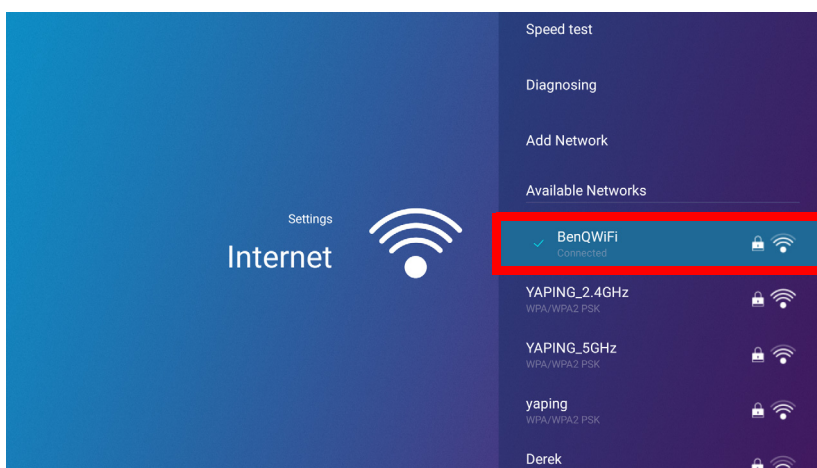 Speed test
Diagnosing
Add Network
Available Networks
Settings
Internet
BenQWiFi
Connected
YAPING_2.4GHz
WPA/WPA2 PSK
YAPING_5GHz
WPA/WPA2 PSK
yaping
WPA/WPA2 PSK
Derek